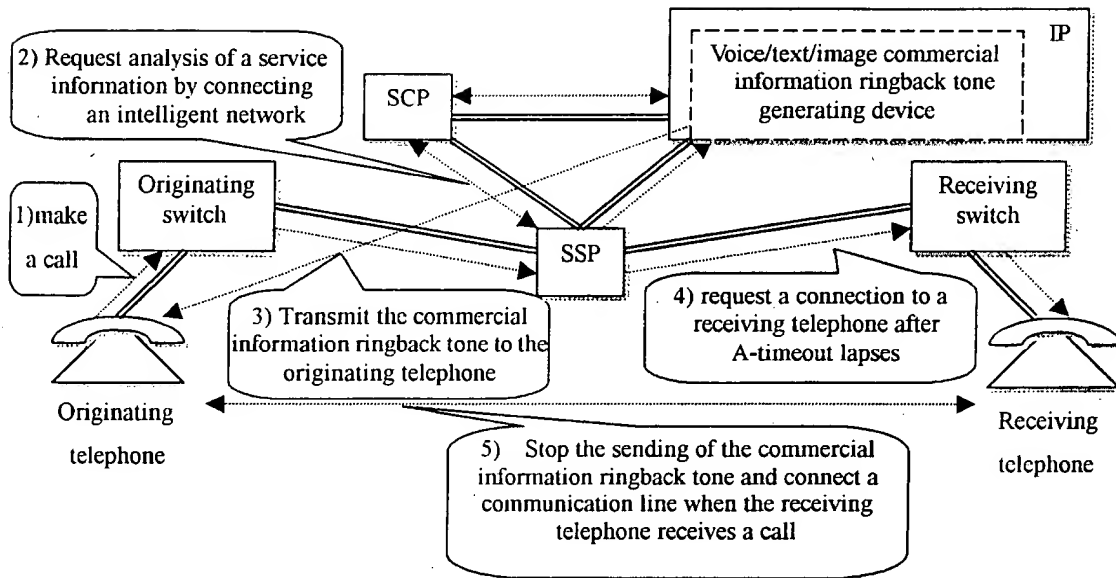 2) Request analysis of a service
information by connecting
an intelligent network
SCP
IP
Voice/text/image commercial
information ringback tone
generating device
1)make
a call
Originating
switch
SSP
Receiving
switch
3) Transmit the commercial
information ringback tone to the
originating telephone
4) request a connection to a
receiving telephone after
A-timeout lapses
Originating
telephone
Receiving
telephone
5) Stop the sending of the commercial
information ringback tone and connect a
communication line when the receiving
telephone receives a call